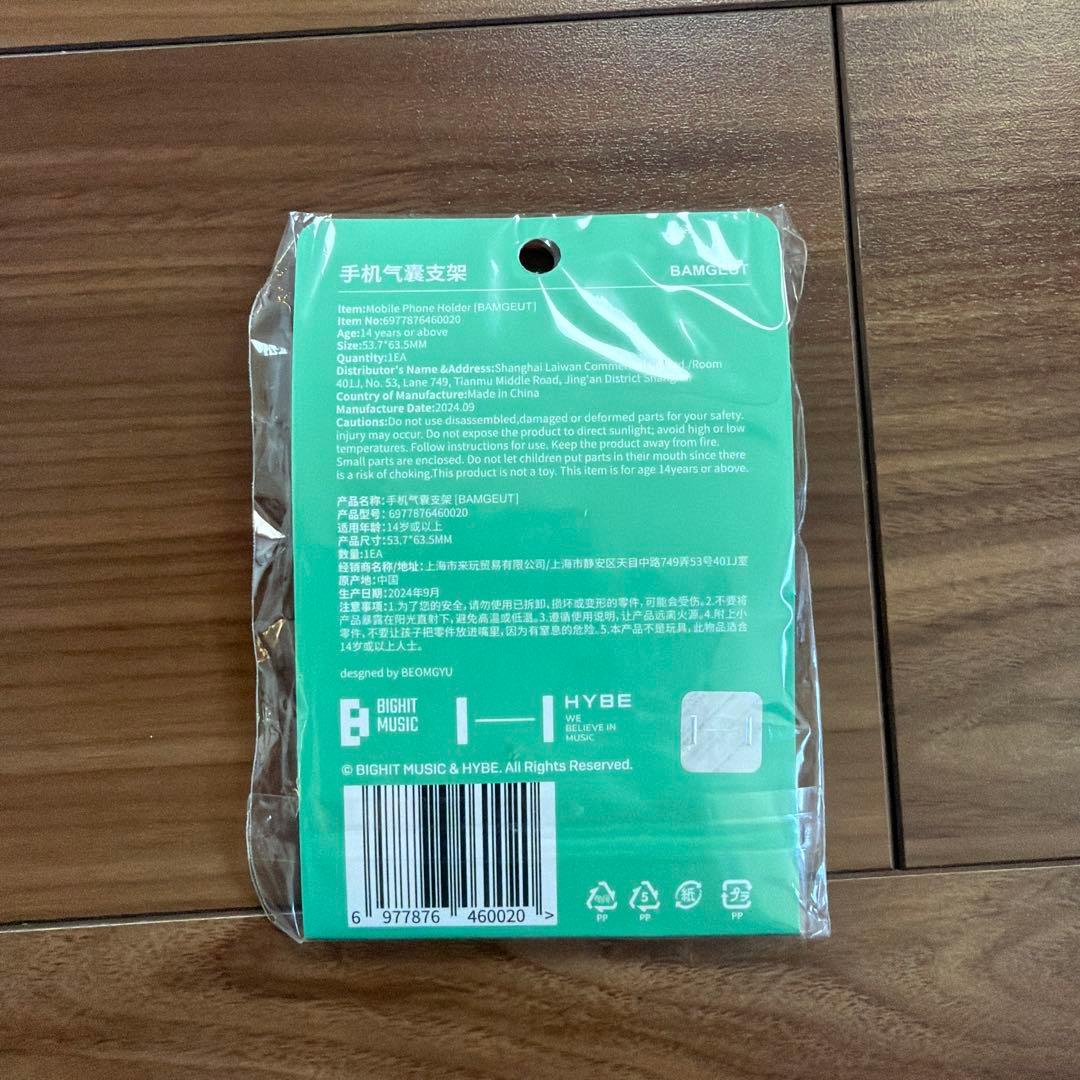 手机气囊支架
BAMGEUT
Item:Mobile Phone Holder [BAMGEUT]
Item No:6977876460020
Age:14 years or above
Size:53.7*63.5MM
Quantity:1EA
Distributor's Name &Address:Shanghai Laiwan /Room
401J, No. 53, Lane 749, Tianmu Middle Road, Jing'an District
Country of Manufacture:Made in China
Manufacture Date:2024.09
Cautions:Do not use disassembled,damaged or deformed parts for your safety.
injury may occur. Do not expose the product to direct sunlight; avoid high or low
temperatures. Follow instructions for use. Keep the product away from fire.
Small parts are enclosed. Do not let children put parts in their mouth since there
is a risk of choking,This product is not a toy. This item is for age 14years or above.
产品名称:手机气囊支架 [BAMGEUT]
产品型号: 6977876460020
适用年龄:14岁或以上
产品尺寸:53.7*63.5MM
数量:1EA
经销商名称/地址:上海市来玩贸易有限公司/上海市静安区天目中路749弄53号401J室
原产地:中国
生产日期:2024年9月
注意事项:1.为了您的安全,请勿使用已拆卸、损坏或变形的零件,可能会受伤。2.不要将
产品暴露在阳光直射下,避免高温或低温。3.遵循使用说明,让产品远离火源。4.附上小
零件,不要让孩子把零件放进嘴里,因为有窒息的危险。5.本产品不是玩具,此物品适合
14岁或以上人士。
desgned by BEOMGYU
BIGHIT
MUSIC
HYBE
WE
BELIEVE IN
MUSIC
© BIGHIT MUSIC & HYBE. All Rights Reserved.
6 977876 460020 >
5
紙
プラ
PP
PP
PP